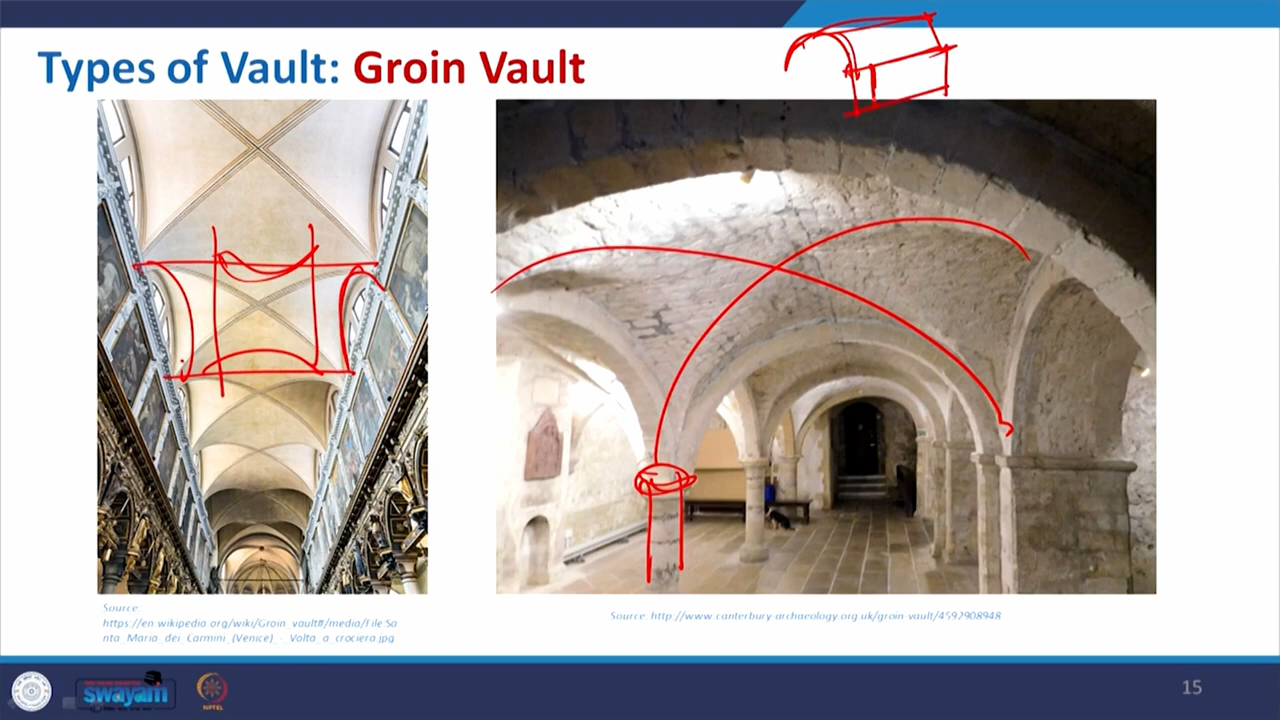 Types of Vault: Groin Vault
Source:
https://en.wikipedia.org/wiki/Groin_vault#/media/File:Sa
nta_Maria_dei_Carmini_(Venice)_-_Volta_a_crociera.jpg
Source: http://www.canterbury-archaeology.org.uk/groin-vault/4592908948
swayam
NPTEL
15